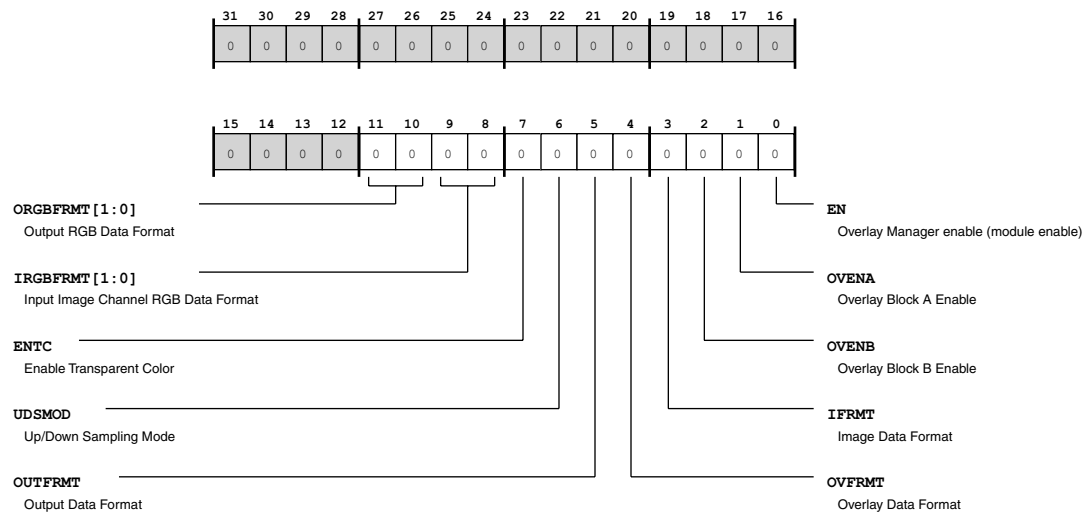 31 30 29 28 27 26 25 24 23 22 21 20 19 18 17 16
0 0 0 0 0 0 0 0 0 0 0 0 0 0 0 0
15 14 13 12 11 10 9 8 7 6 5 4 3 2 1 0
0 0 0 0 0 0 0 0 0 0 0 0 0 0 0 0
ORGBFRMT[1:0]
Output RGB Data Format
IRGBFRMT[1:0]
Input Image Channel RGB Data Format
ENTC
Enable Transparent Color
UDSMOD
Up/Down Sampling Mode
OUTFRMT
Output Data Format
EN
Overlay Manager enable (module enable)
OVENA
Overlay Block A Enable
OVENB
Overlay Block B Enable
IFRMT
Image Data Format
OVFRMT
Overlay Data Format